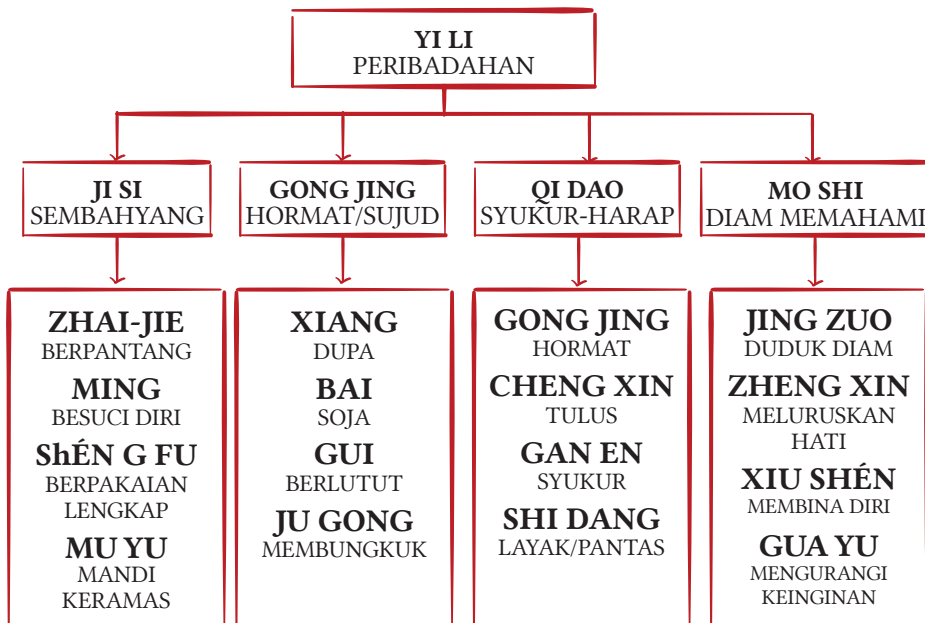 YI LI
PERIBADAHAN
JI SI
SEMBAHYANG
GONG JING
HORMAT/SUJUD
QI DAO
SYUKUR-HARAP
MO SHI
DIAM MEMAHAMI
ZHAI-JIE
BERPANTANG
MING
BESUCI DIRI
ShÉN G FU
BERPAKAIAN
LENGKAP
MU YU
MANDI
KERAMAS
XIANG
DUPA
BAI
SOJA
GUI
BERLUTUT
JU GONG
MEMBUNGKUK
GONG JING
HORMAT
CHENG XIN
TULUS
GAN EN
SYUKUR
SHI DANG
LAYAK/PANTAS
JING ZUO
DUDUK DIAM
ZHENG XIN
MELURUSKAN
HATI
XIU SHÉN
MEMBINA DIRI
GUA YU
MENGURANGI
KEINGINAN